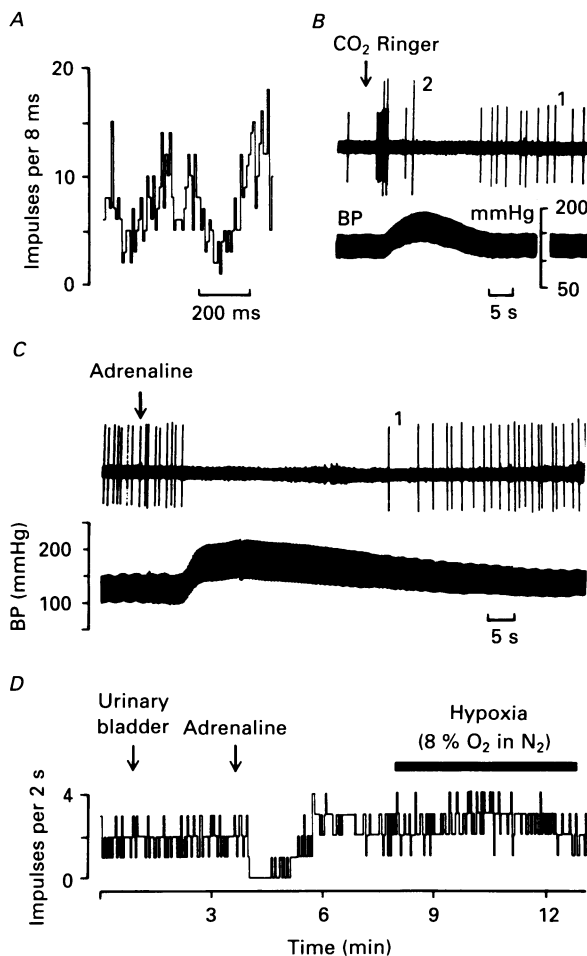 A
Impulses per 8 ms
20
10
0
200 ms
B
CO₂ Ringer
2
1
BP
mmHg
200
50
5 s
C
Adrenaline
1
BP (mmHg)
200
100
5 s
D
Urinary
bladder
Adrenaline
Hypoxia
(8 % O₂ in N₂)
Impulses per 2 s
4
0
3
6
9
12
Time (min)